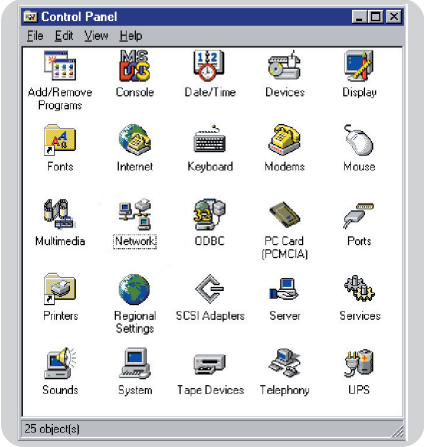 Control Panel
File Edit View Help
Add/Remove
Programs
Console
Date/Time
Devices
Display
Fonts
Internet
Keyboard
Modems
Mouse
Multimedia
Network
ODBC
PC Card
(PCMCIA)
Ports
Printers
Regional
Settings
SCSI Adapters
Server
Services
Sounds
System
Tape Devices
Telephony
UPS
25 object(s)